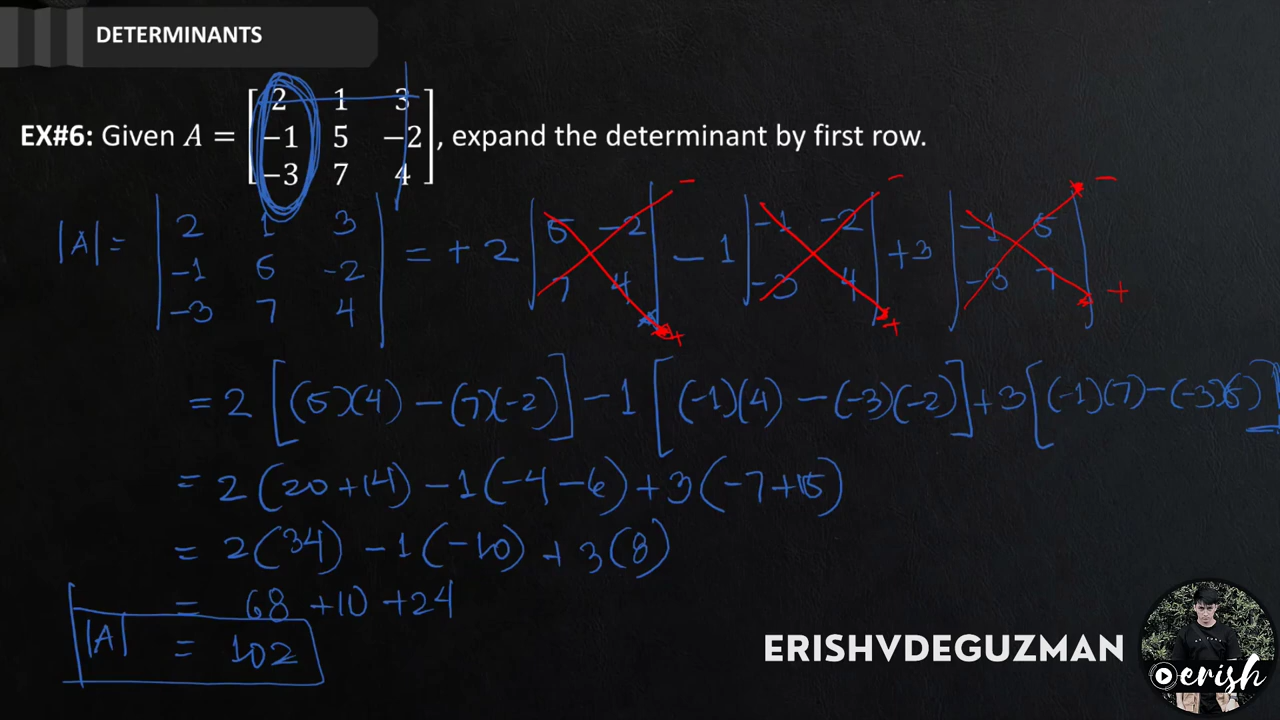 DETERMINANTS
EX#6: Given A = [2 1 3; −1 5 −2; −3 7 4], expand the determinant by first row.
|A| = |2 1 3; -1 5 -2; -3 7 4| = + 2 |5 -2; 7 4| - 1 |-1 -2; -3 4| + 3 |-1 5; -3 7|
- + - + - +
= 2 [(5)(4) - (7)(-2)] - 1 [(-1)(4) - (-3)(-2)] + 3 [(-1)(7) - (-3)(5)]
= 2 (20 + 14) - 1 (-4 - 6) + 3 (-7 + 15)
= 2 (34) - 1 (-10) + 3 (8)
= 68 + 10 + 24
|A| = 102
ERISHVDEGUZMAN
erish